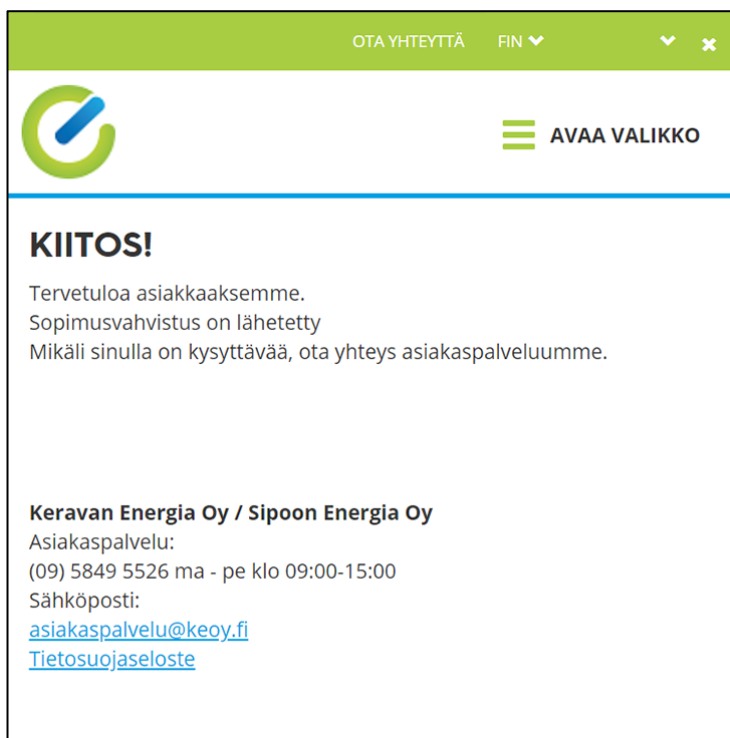 OTA YHTEYTTÄ FIN
AVAA VALIKKO
KIITOS!
Tervetuloa asiakkaaksemme.
Sopimusvahvistus on lähetetty
Mikäli sinulla on kysyttävää, ota yhteys asiakaspalveluumme.
Keravan Energia Oy / Sipoon Energia Oy
Asiakaspalvelu:
(09) 5849 5526 ma - pe klo 09:00-15:00
Sähköposti:
asiakaspalvelu@keoy.fi
Tietosuojaseloste